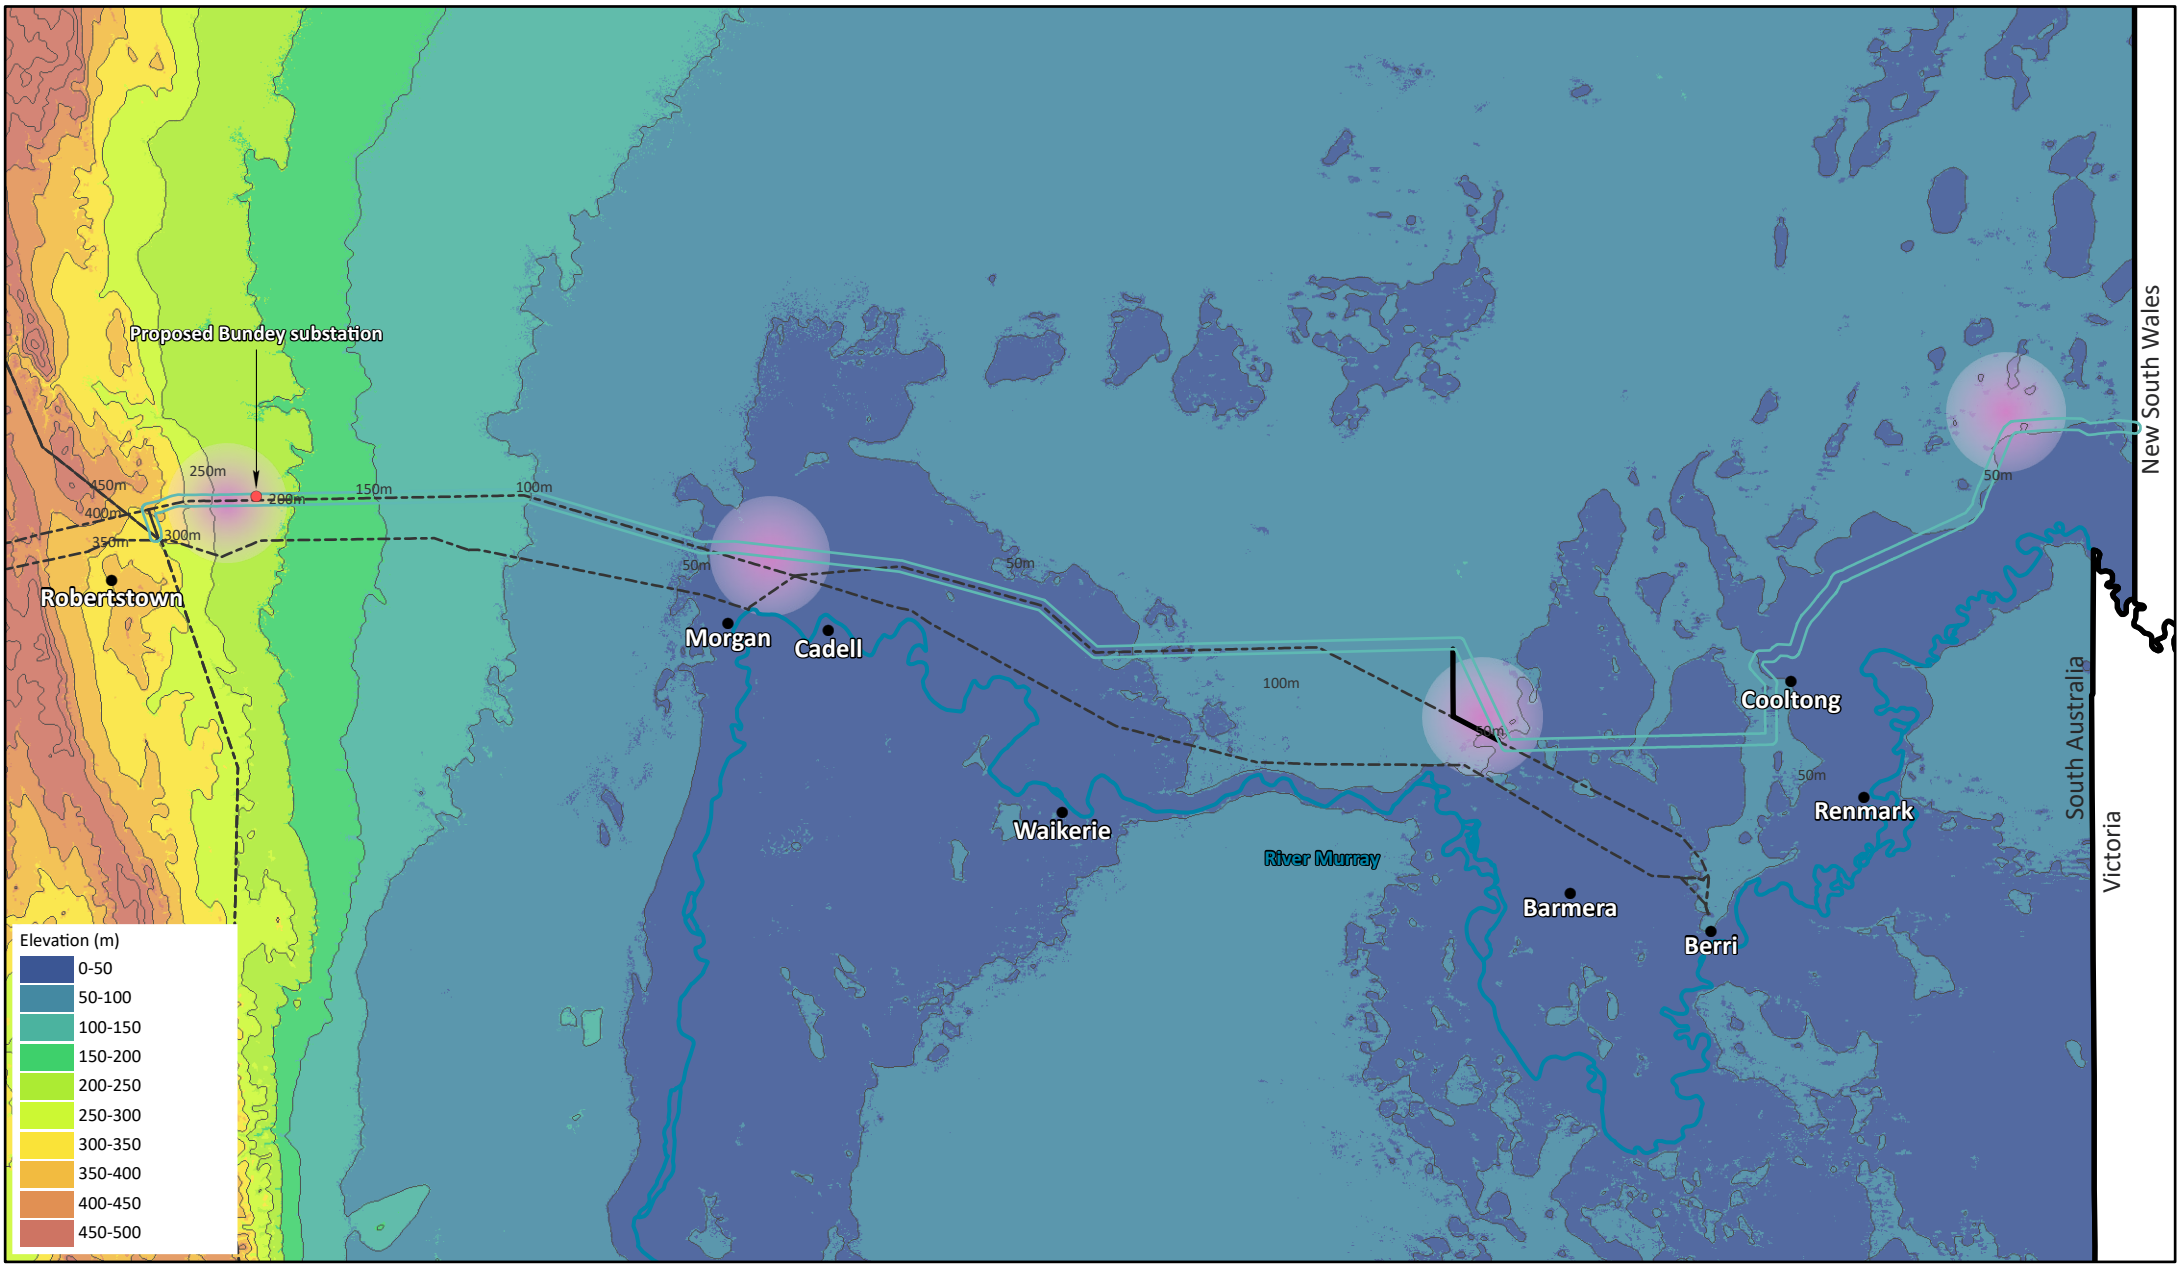 Proposed Bundey substation
New South Wales
250m
450m
200m
150m
100m
50m
400m
350m
300m
50m
50m
Robertstown
Morgan
Cadell
100m
Cooltong
50m
50m
South Australia
Victoria
Renmark
Waikerie
River Murray
Barmera
Berri
Elevation (m)
0-50
50-100
100-150
150-200
200-250
250-300
300-350
350-400
400-450
450-500